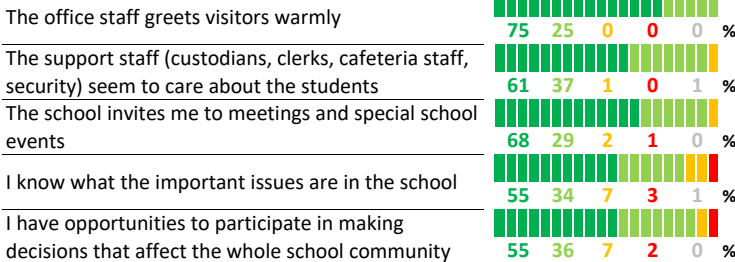 The office staff greets visitors warmly
75 25 0 0 0 %
The support staff (custodians, clerks, cafeteria staff,
security) seem to care about the students
61 37 1 0 1 %
The school invites me to meetings and special school
events
68 29 2 1 0 %
I know what the important issues are in the school
55 34 7 3 1 %
I have opportunities to participate in making
decisions that affect the whole school community
55 36 7 2 0 %